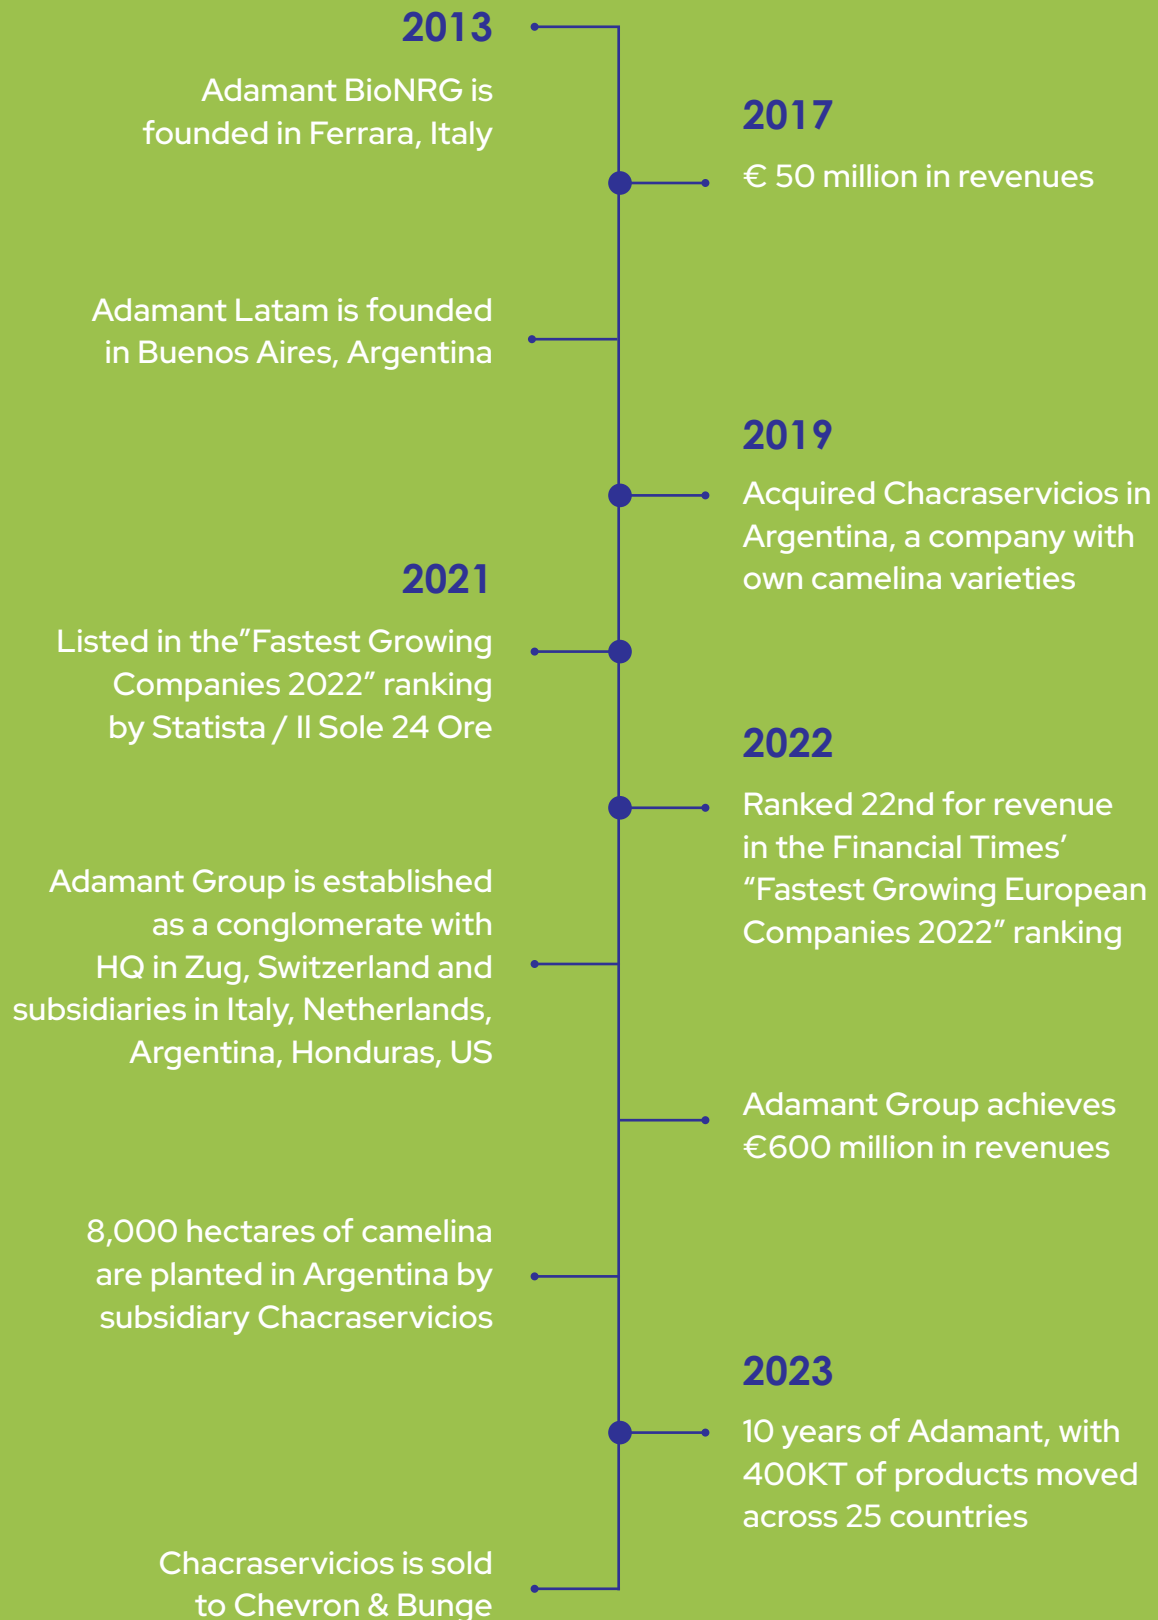 2013
Adamant BioNRG is
founded in Ferrara, Italy
2017
€ 50 million in revenues
Adamant Latam is founded
in Buenos Aires, Argentina
2019
Acquired Chacraservicios in
Argentina, a company with
own camelina varieties
2021
Listed in the”Fastest Growing
Companies 2022” ranking
by Statista / Il Sole 24 Ore
2022
Ranked 22nd for revenue
in the Financial Times’
“Fastest Growing European
Companies 2022” ranking
Adamant Group is established
as a conglomerate with
HQ in Zug, Switzerland and
subsidiaries in Italy, Netherlands,
Argentina, Honduras, US
Adamant Group achieves
€600 million in revenues
8,000 hectares of camelina
are planted in Argentina by
subsidiary Chacraservicios
2023
10 years of Adamant, with
400KT of products moved
across 25 countries
Chacraservicios is sold
to Chevron & Bunge